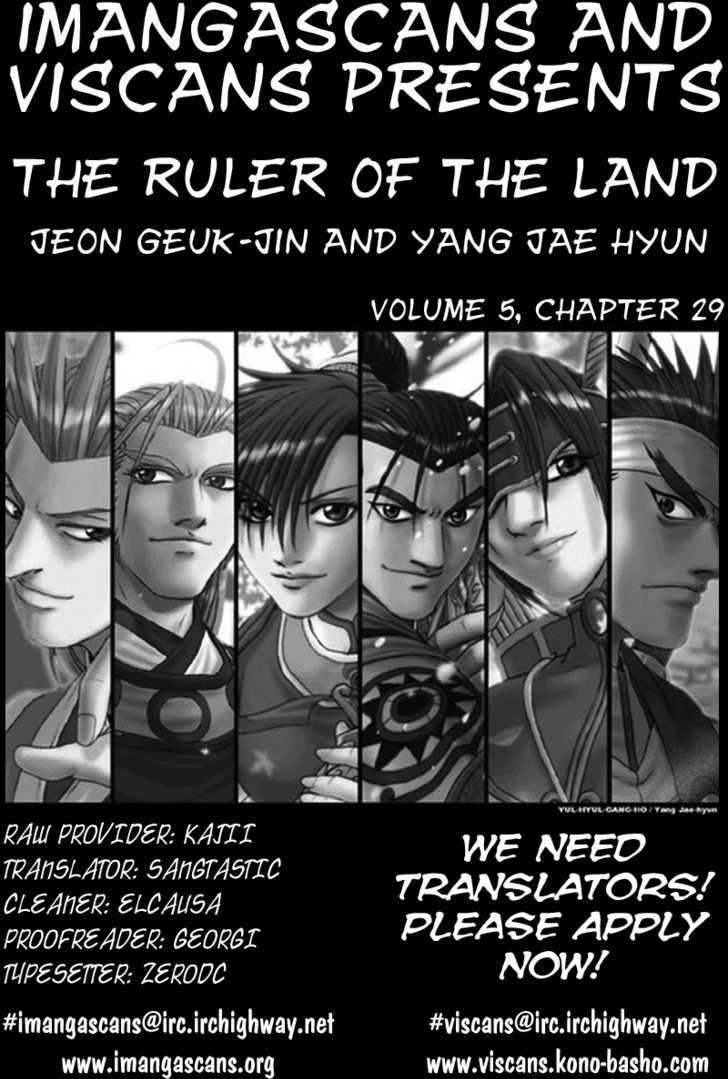 IMANGASCANS AND
VISCANS PRESENTS
THE RULER OF THE LAND
JEON GEUK-JIN AND YANG JAE HYUN
VOLUME 5, CHAPTER 29
YUL-HYUL-GANG-HO / Yang Jae-hyun
RAW PROVIDER: KAJII
TRANSLATOR: SANGTASTIC
CLEANER: ELCAUSA
PROOFREADER: GEORGI
TYPESETTER: ZERODC
WE NEED
TRANSLATORS!
PLEASE APPLY
NOW!
#imangascans@irc.irchighway.net
www.imangascans.org
#viscans@irc.irchighway.net
www.viscans.kono-basho.com